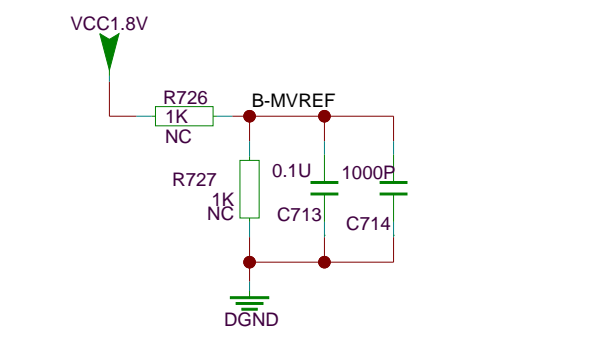 VCC1.8V
R726
1K
NC
B-MVREF
R727
1K
NC
0.1U
C713
1000P
C714
DGND